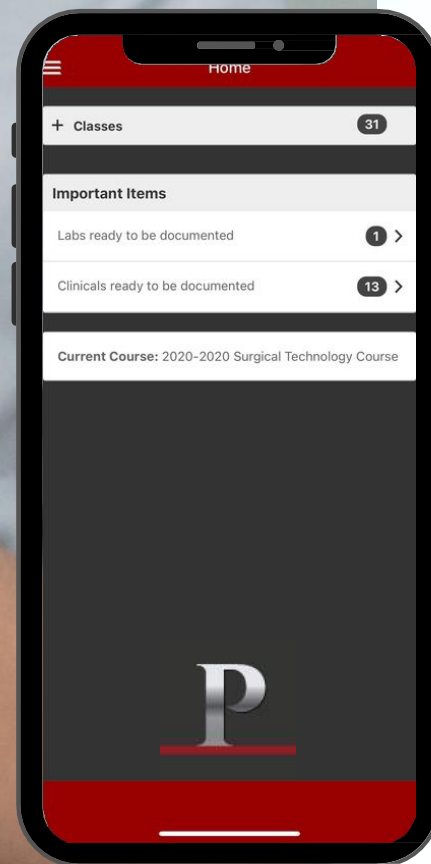 Home
+ Classes 31
Important Items
Labs ready to be documented 1 >
Clinicals ready to be documented 13 >
Current Course: 2020-2020 Surgical Technology Course
P